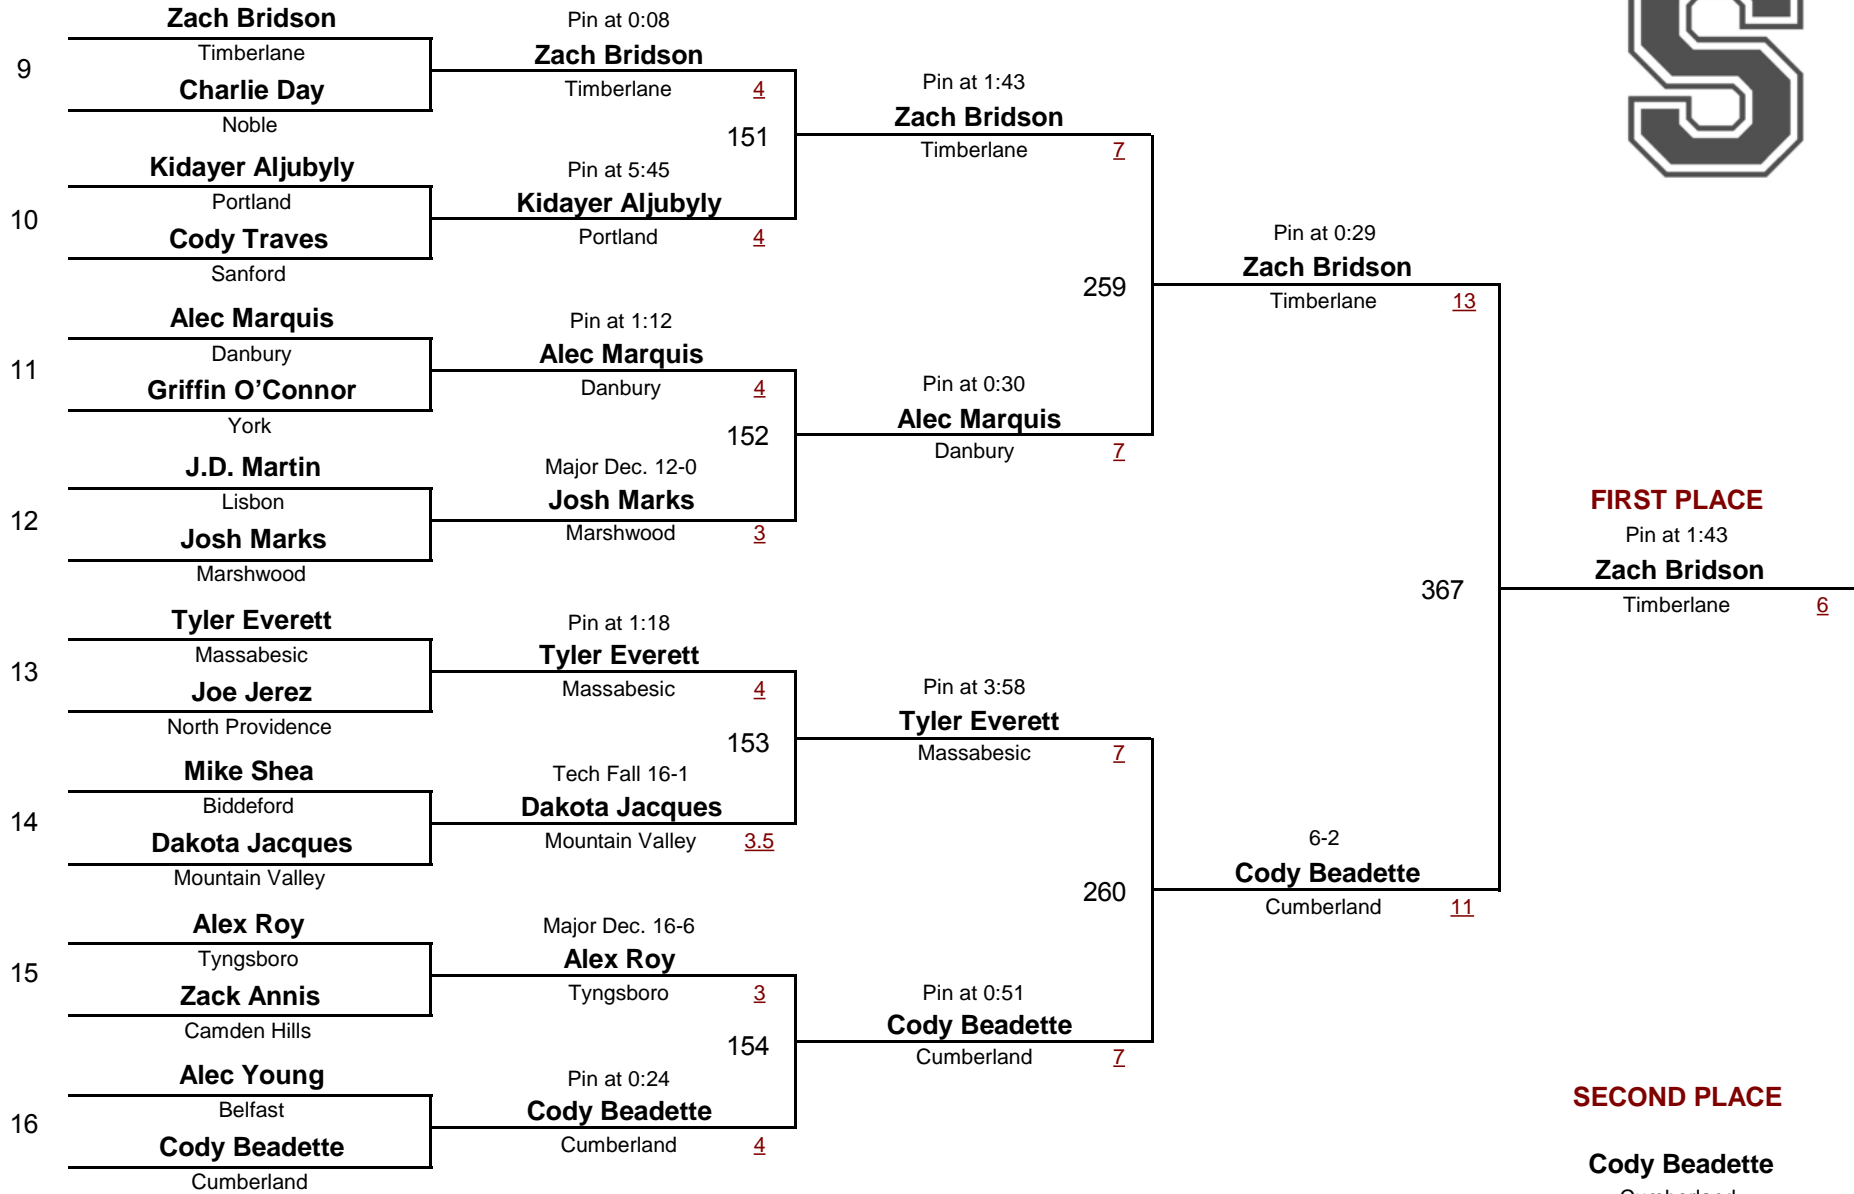 Zach Bridson
Timberlane
9
Charlie Day
Noble
Kidayer Aljubyly
Portland
10
Cody Traves
Sanford
Alec Marquis
Danbury
11
Griffin O’Connor
York
J.D. Martin
Lisbon
12
Josh Marks
Marshwood
Tyler Everett
Massabesic
13
Joe Jerez
North Providence
Mike Shea
Biddeford
14
Dakota Jacques
Mountain Valley
Alex Roy
Tyngsboro
15
Zack Annis
Camden Hills
Alec Young
Belfast
16
Cody Beadette
Cumberland
Pin at 0:08
Zach Bridson
Timberlane 4
151
Pin at 5:45
Kidayer Aljubyly
Portland 4
Pin at 1:12
Alec Marquis
Danbury 4
152
Major Dec. 12-0
Josh Marks
Marshwood 3
Pin at 1:18
Tyler Everett
Massabesic 4
153
Tech Fall 16-1
Dakota Jacques
Mountain Valley 3.5
Major Dec. 16-6
Alex Roy
Tyngsboro 3
154
Pin at 0:24
Cody Beadette
Cumberland 4
Pin at 1:43
Zach Bridson
Timberlane 7
259
Pin at 0:30
Alec Marquis
Danbury 7
Pin at 3:58
Tyler Everett
Massabesic 7
260
Pin at 0:51
Cody Beadette
Cumberland 7
Pin at 0:29
Zach Bridson
Timberlane 13
367
6-2
Cody Beadette
Cumberland 11
S
FIRST PLACE
Pin at 1:43
Zach Bridson
Timberlane 6
SECOND PLACE
Cody Beadette
Cumberland